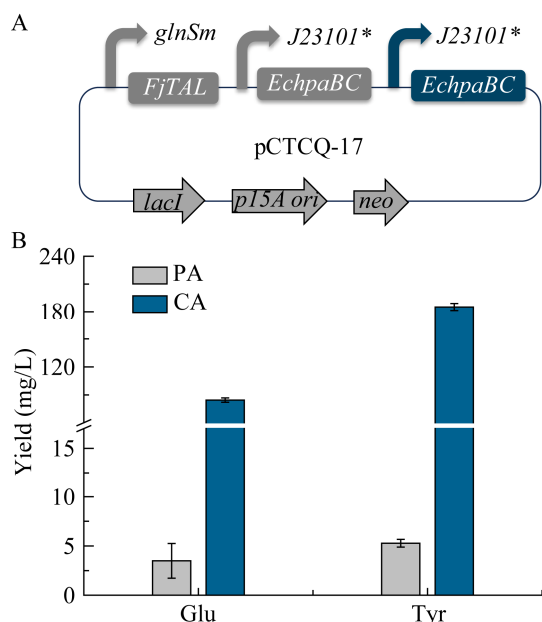 A
glnSm J23101* J23101*
FjTAL EchpaBC EchpaBC
pCTCQ-17
lacI p15A ori neo
B
240
180
120
15
10
5
0
Yield (mg/L)
PA
CA
Glu Tyr